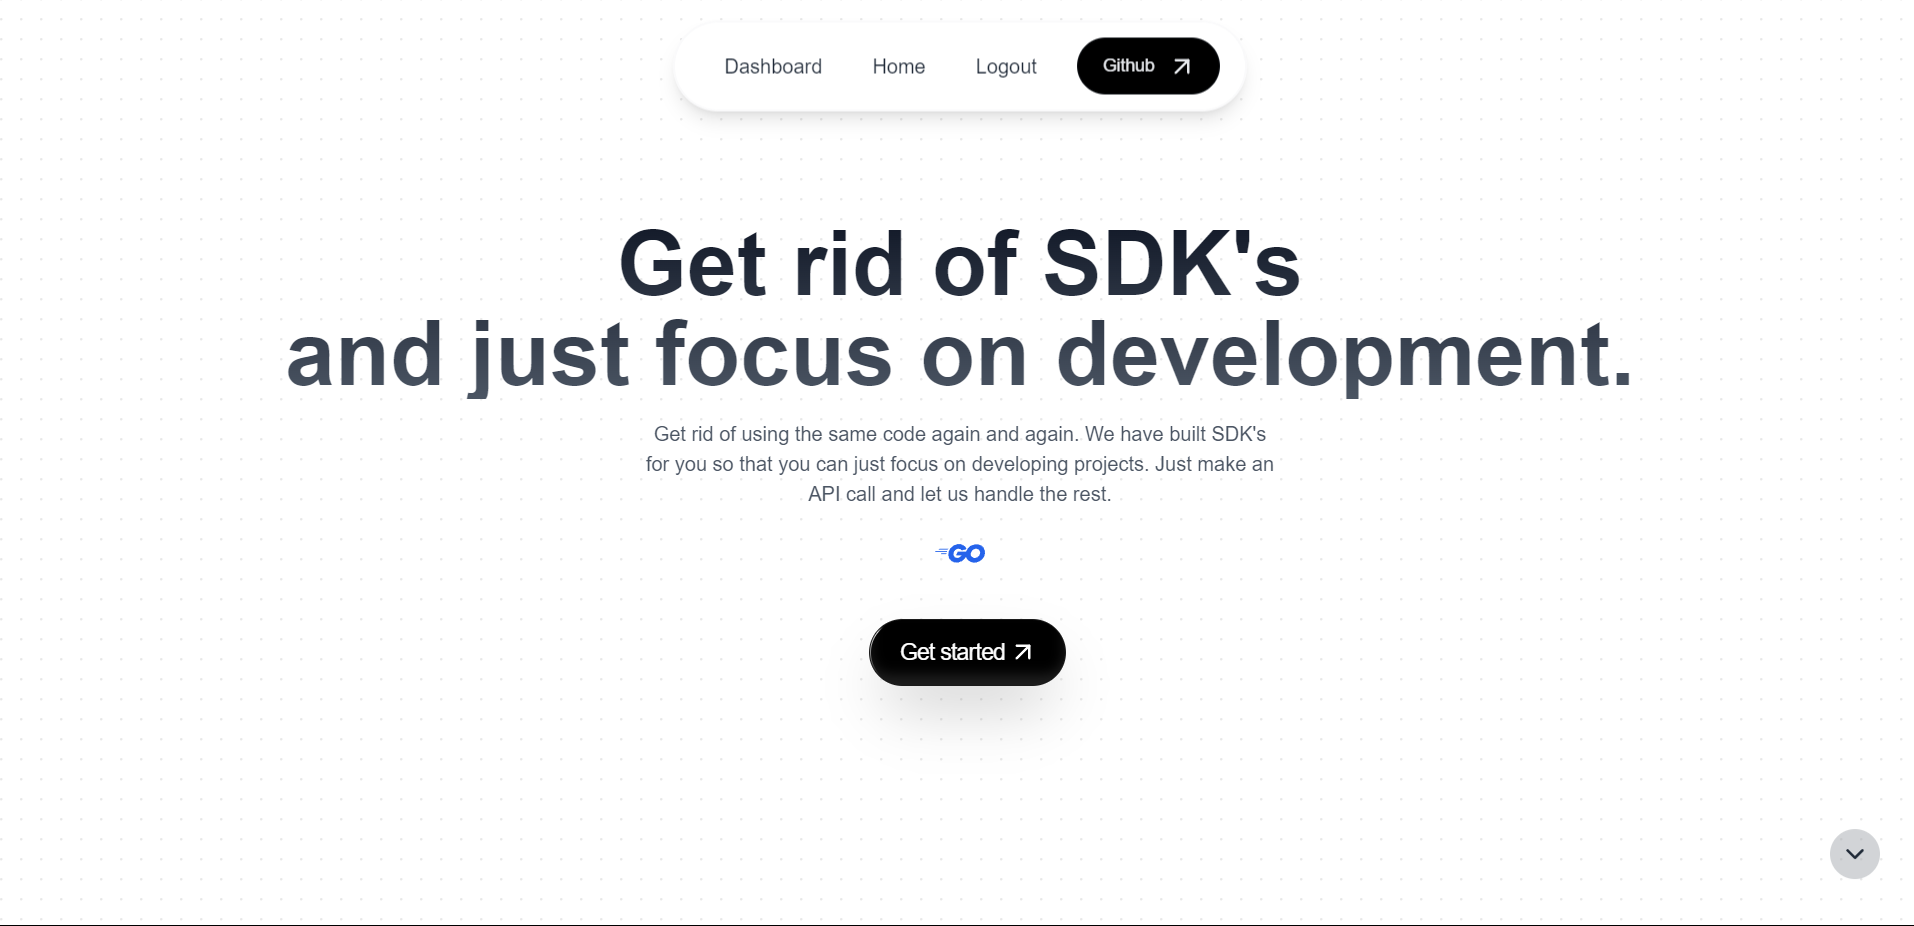 Dashboard Home Logout Github
Get rid of SDK's
and just focus on development.
Get rid of using the same code again and again. We have built SDK's
for you so that you can just focus on developing projects. Just make an
API call and let us handle the rest.
GO
Get started